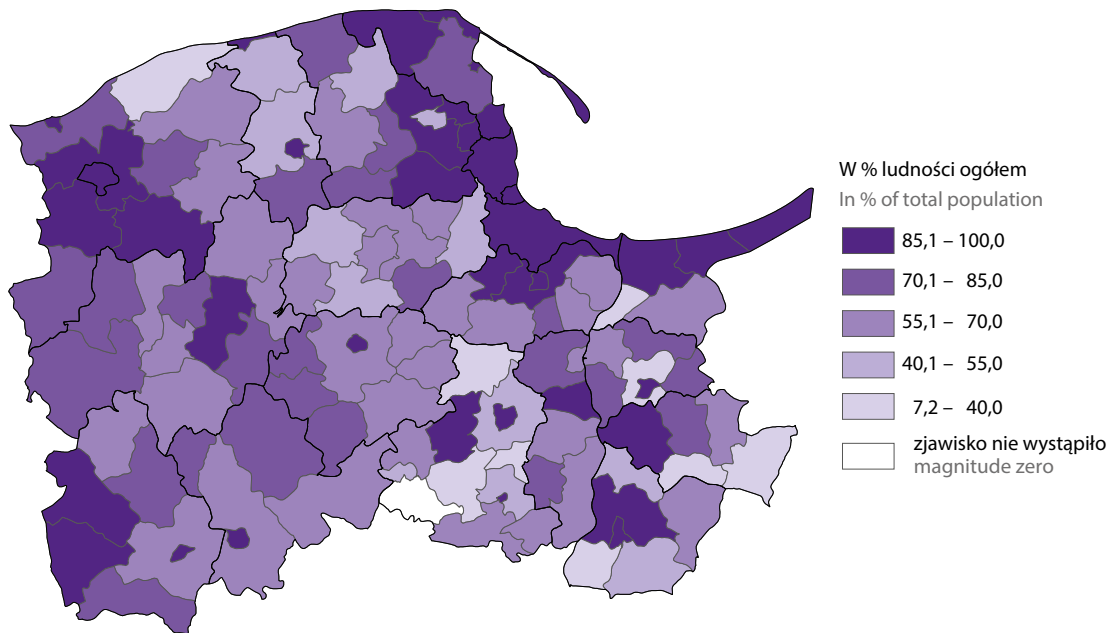 W % ludności ogółem
In % of total population
85,1 – 100,0
70,1 – 85,0
55,1 – 70,0
40,1 – 55,0
7,2 – 40,0
zjawisko nie wystąpiło
magnitude zero